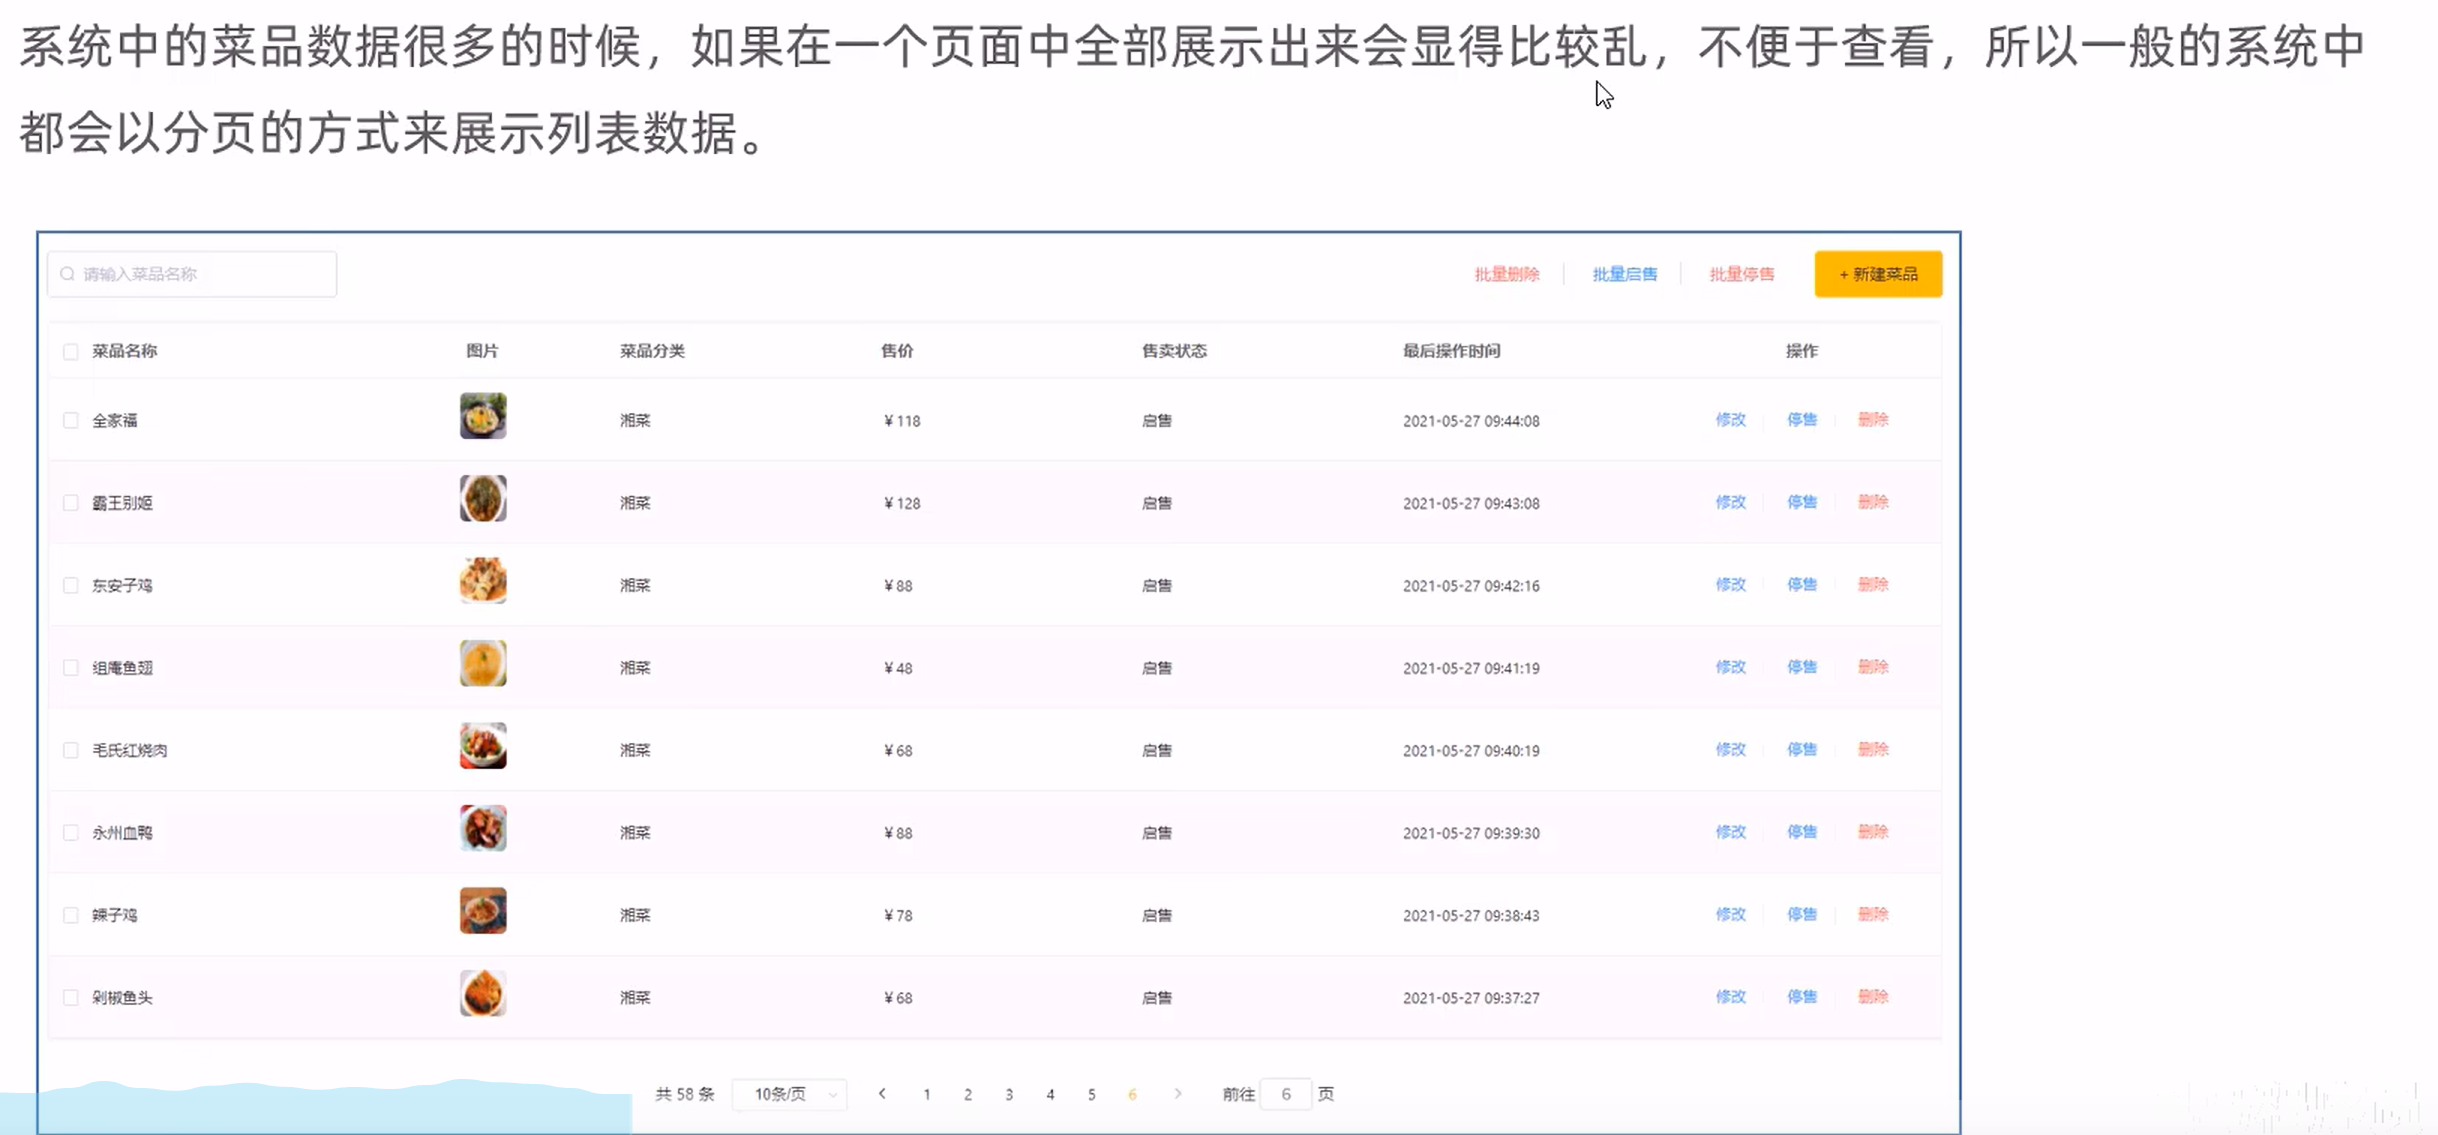 系统中的菜品数据很多的时候，如果在一个页面中全部展示出来会显得比较乱，不便于查看，所以一般的系统中
都会以分页的方式来展示列表数据。
请输入菜品名称 批量删除 批量启售 批量停售 + 新建菜品
菜品名称 图片 菜品分类 售价 售卖状态 最后操作时间 操作
全家福 湘菜 ¥ 118 启售 2021-05-27 09:44:08 修改 停售 删除
霸王别姬 湘菜 ¥ 128 启售 2021-05-27 09:43:08 修改 停售 删除
东安子鸡 湘菜 ¥ 88 启售 2021-05-27 09:42:16 修改 停售 删除
组庵鱼翅 湘菜 ¥ 48 启售 2021-05-27 09:41:19 修改 停售 删除
毛氏红烧肉 湘菜 ¥ 68 启售 2021-05-27 09:40:19 修改 停售 删除
永州血鸭 湘菜 ¥ 88 启售 2021-05-27 09:39:30 修改 停售 删除
辣子鸡 湘菜 ¥ 78 启售 2021-05-27 09:38:43 修改 停售 删除
剁椒鱼头 湘菜 ¥ 68 启售 2021-05-27 09:37:27 修改 停售 删除
共 58 条 10条/页 1 2 3 4 5 6 前往 6 页